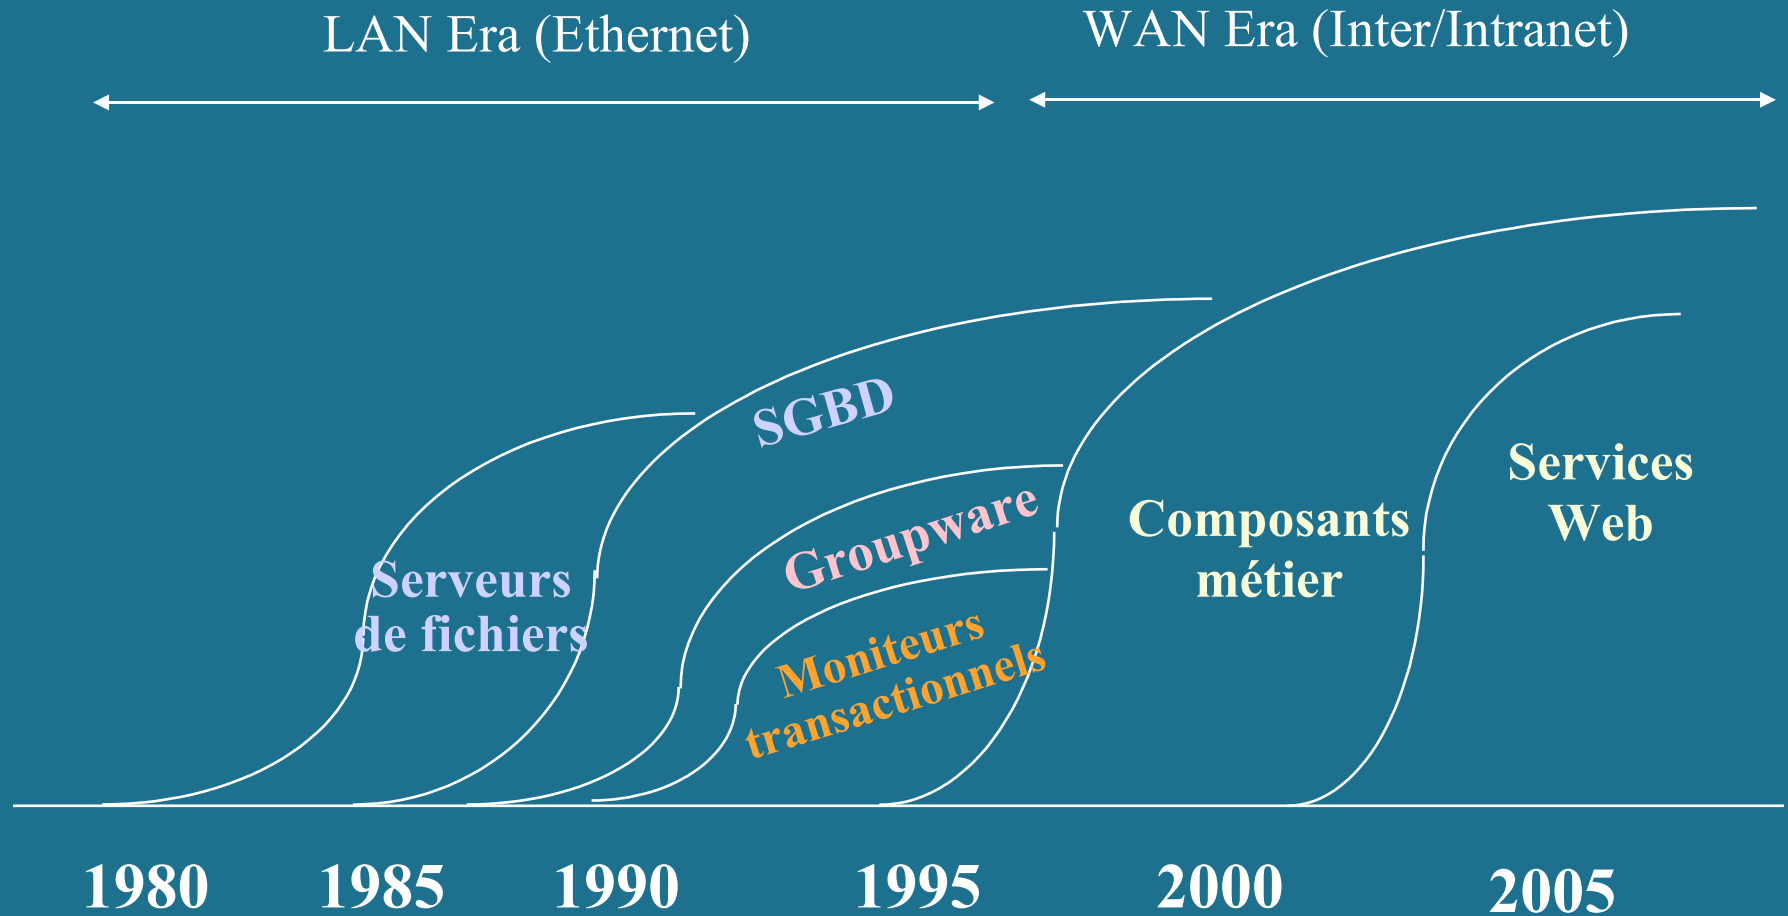 LAN Era (Ethernet)
WAN Era (Inter/Intranet)
SGBD
Groupware
Moniteurs
transactionnels
Serveurs
de fichiers
Composants
métier
Services
Web
1980
1985
1990
1995
2000
2005